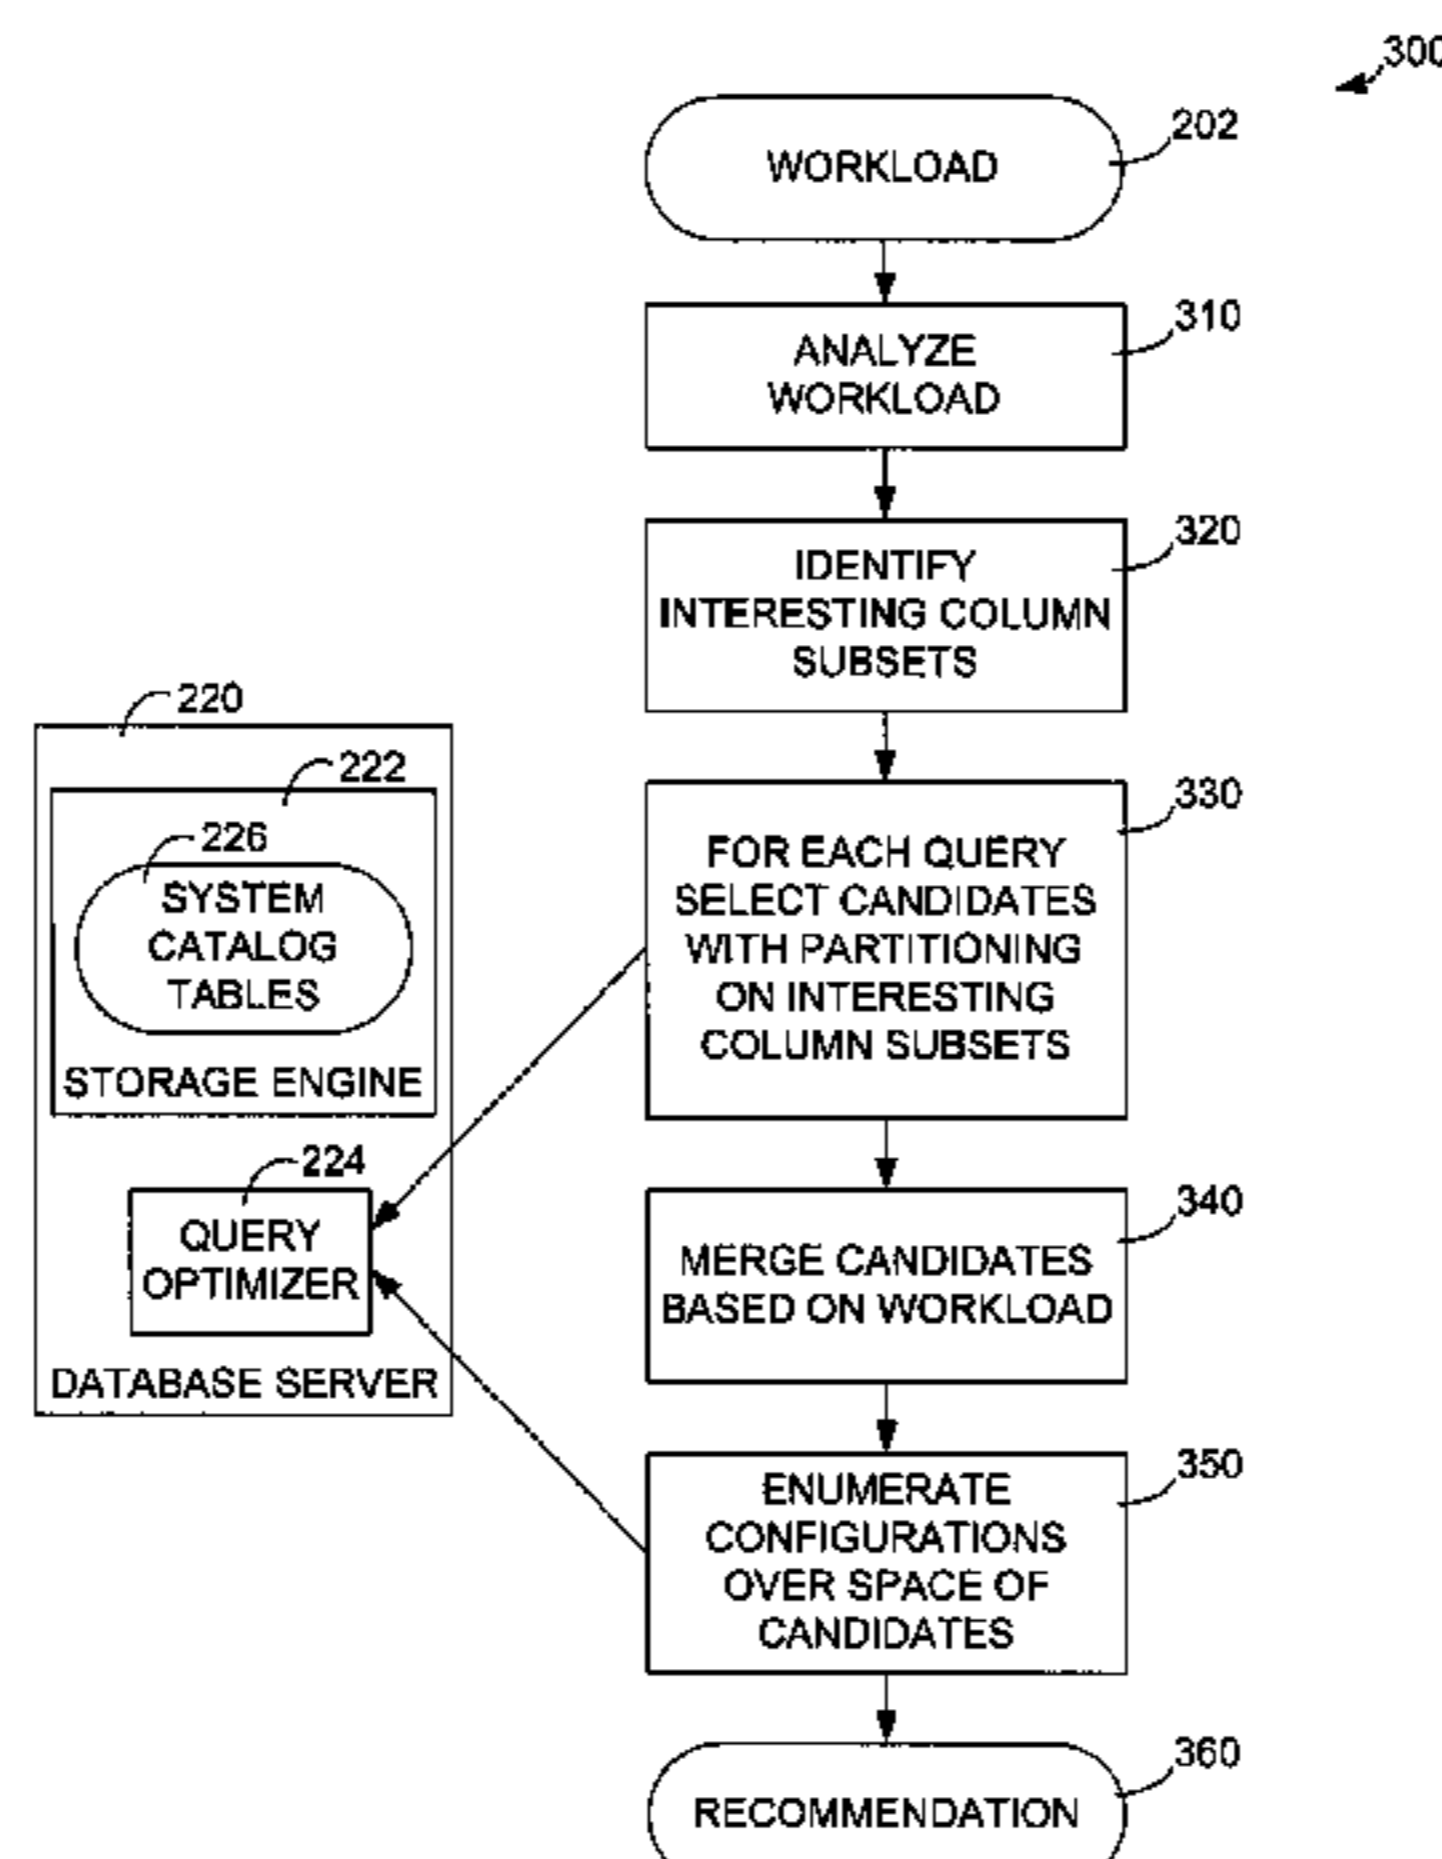 300
202
WORKLOAD
310
ANALYZE
WORKLOAD
320
IDENTIFY
INTERESTING COLUMN
SUBSETS
220
222
226
SYSTEM
CATALOG
TABLES
STORAGE ENGINE
224
QUERY
OPTIMIZER
DATABASE SERVER
330
FOR EACH QUERY
SELECT CANDIDATES
WITH PARTITIONING
ON INTERESTING
COLUMN SUBSETS
340
MERGE CANDIDATES
BASED ON WORKLOAD
350
ENUMERATE
CONFIGURATIONS
OVER SPACE OF
CANDIDATES
360
RECOMMENDATION